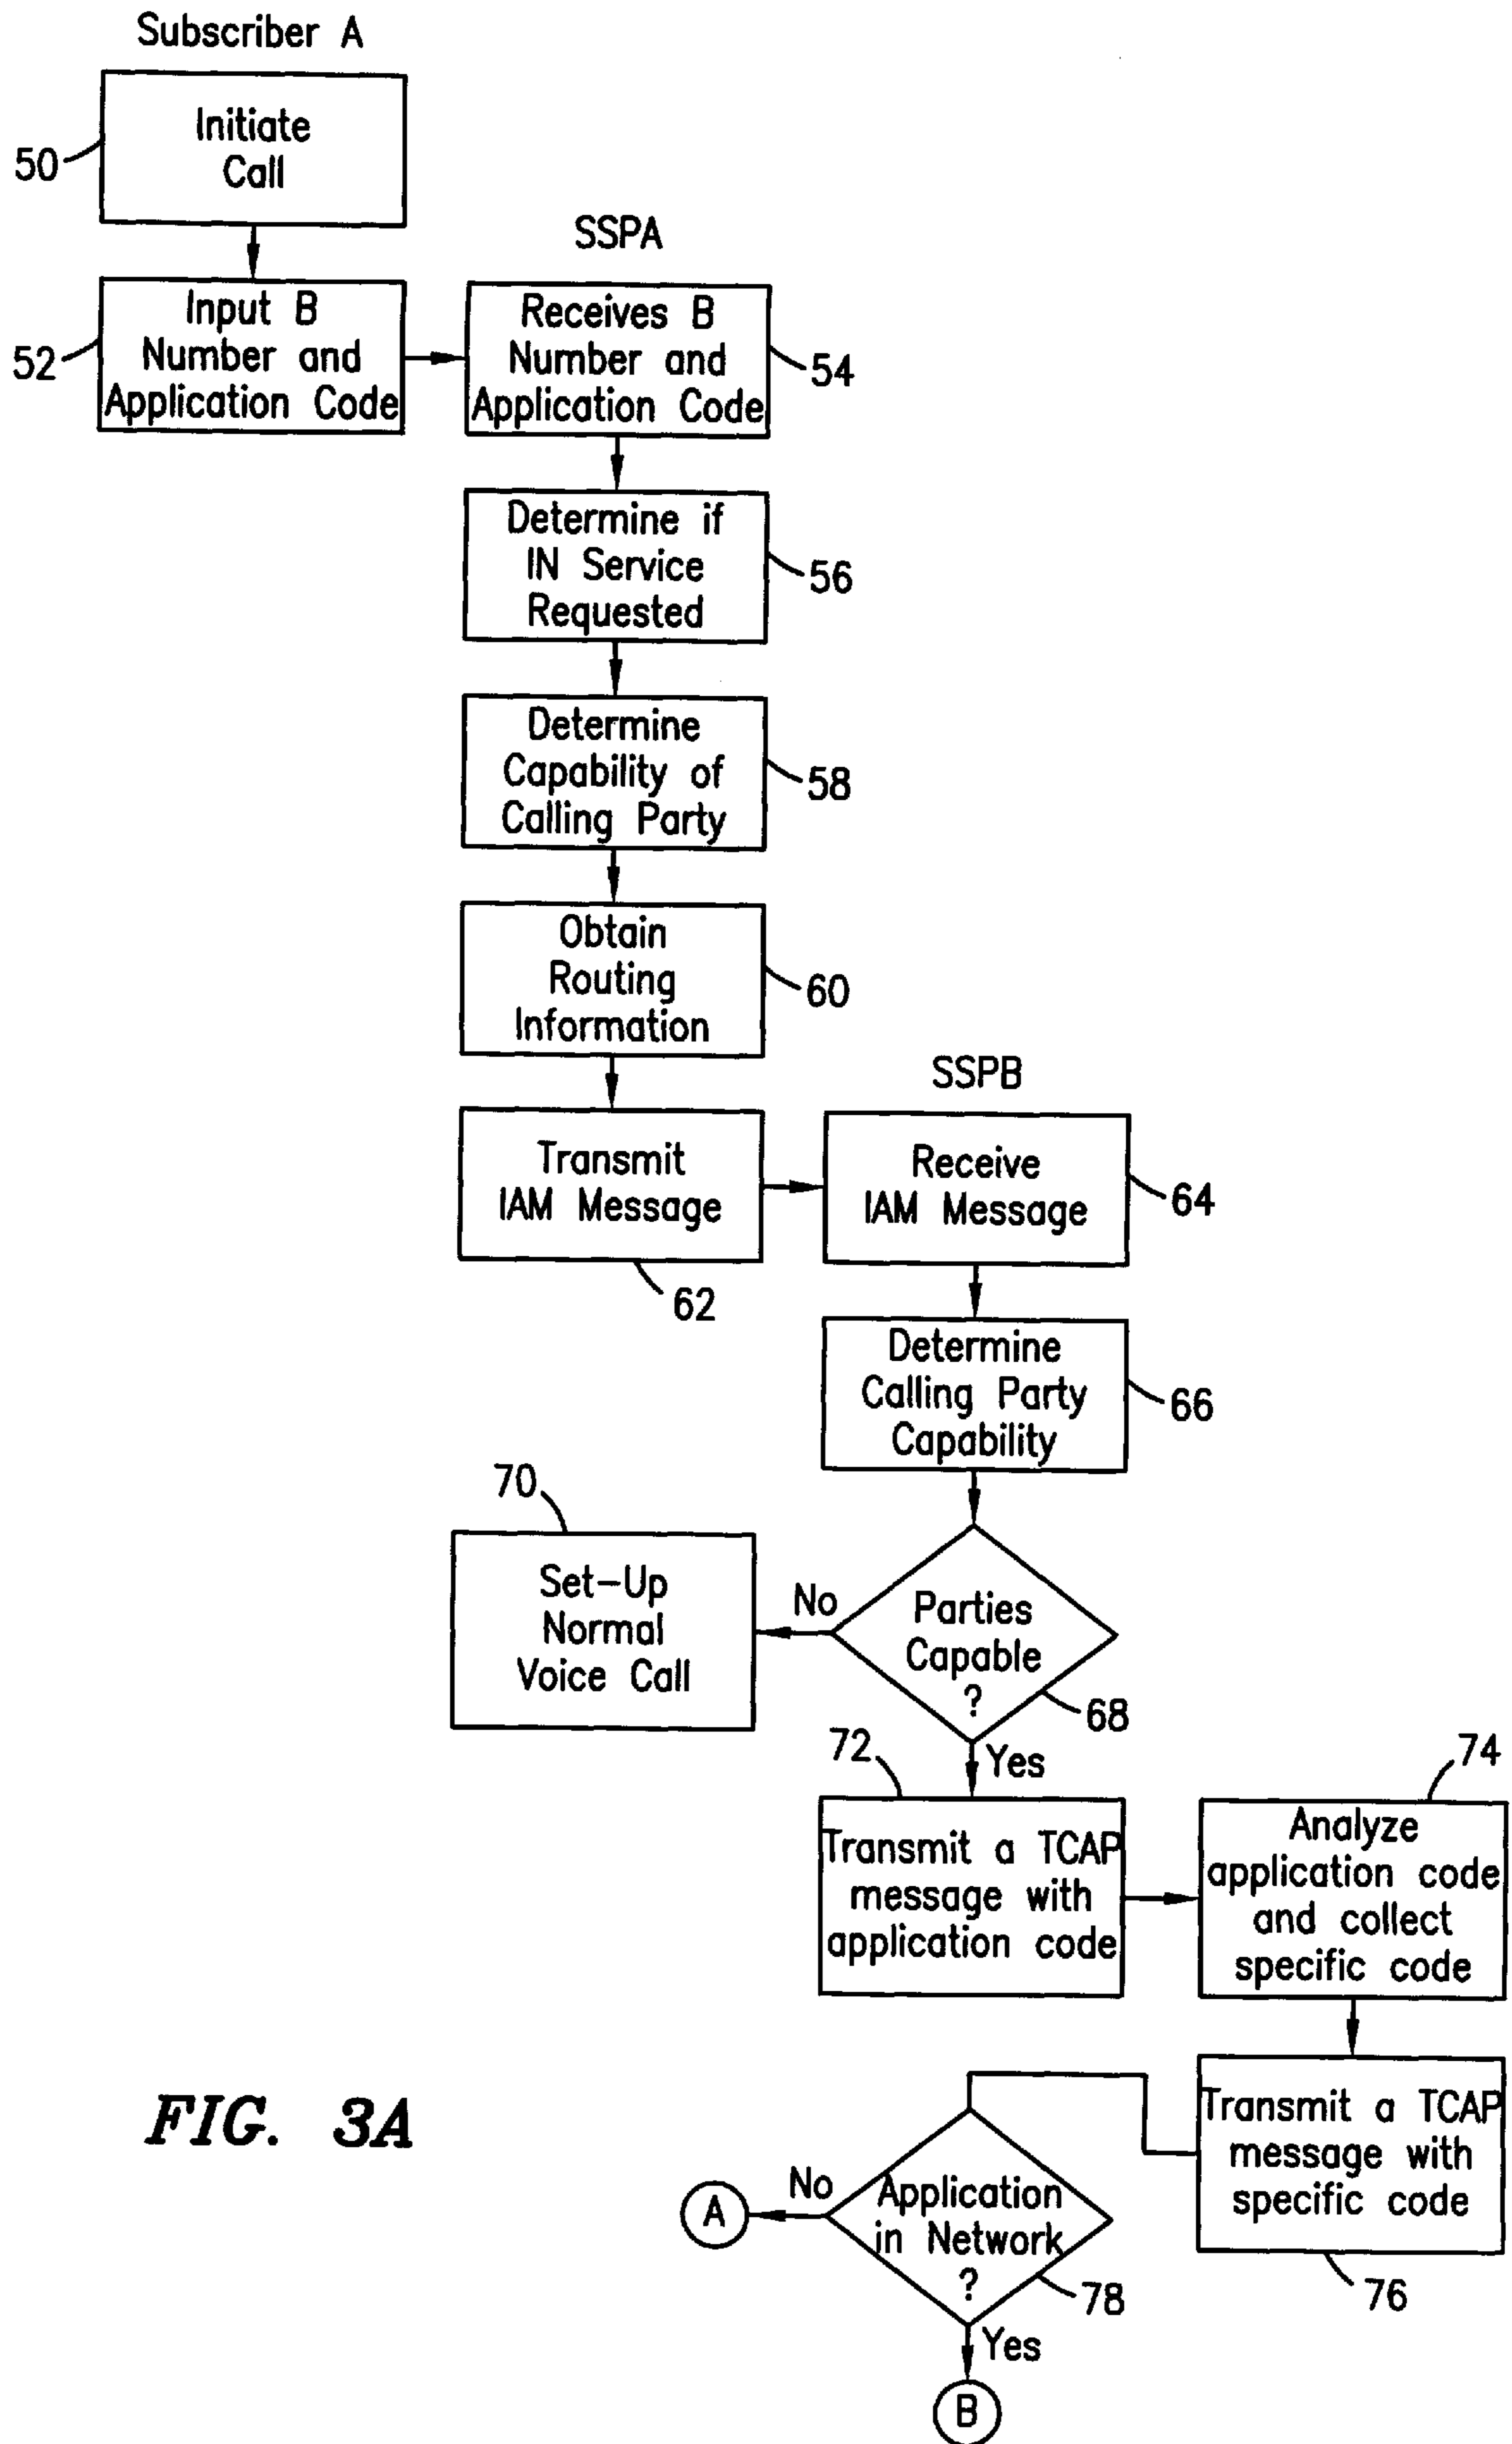 Subscriber A
Initiate
Call
50
SSPA
Input B
Number and
Application Code
52
Receives B
Number and
Application Code
54
Determine if
IN Service
Requested
56
Determine
Capability of
Calling Party
58
Obtain
Routing
Information
60
SSPB
Transmit
IAM Message
62
Receive
IAM Message
64
Determine
Calling Party
Capability
66
70
Set-Up
Normal
Voice Call
No
Parties
Capable
?
68
Yes
72
Transmit a TCAP
message with
application code
74
Analyze
application code
and collect
specific code
Transmit a TCAP
message with
specific code
76
Application
in Network
?
78
No
A
Yes
B
FIG. 3A